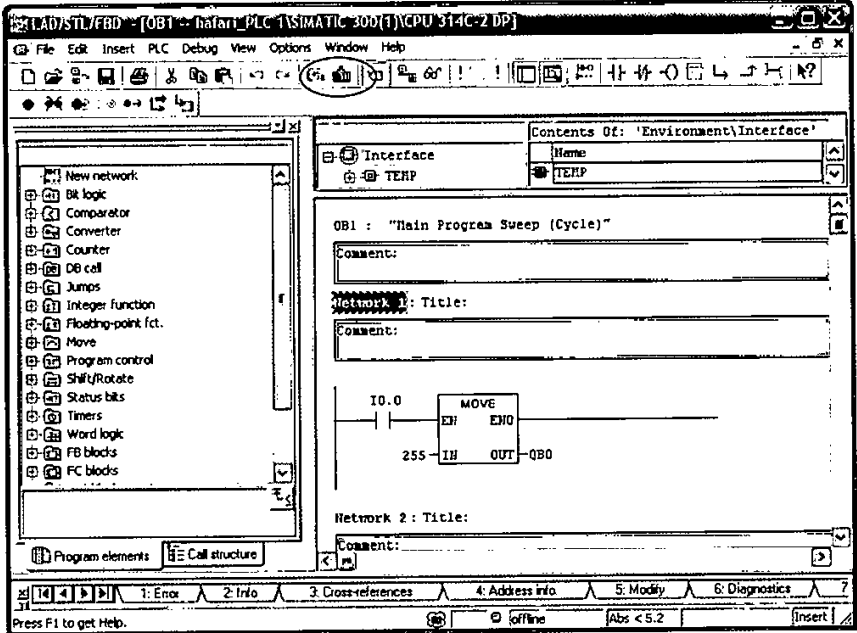 LAD/STL/FBD - [OB1 -- hafari_PLC 1\SIMATIC 300(1)\CPU 314C-2 DP]
File Edit Insert PLC Debug View Options Window Help
Contents Of: 'Environment\Interface'
Interface
Name
TEMP
TEMP
New network
Bit logic
Comparator
Converter
Counter
DB call
Jumps
Integer function
Floating-point fct.
Move
Program control
Shift/Rotate
Status bits
Timers
Word logic
FB blocks
FC blocks
Program elements
Call structure
OB1 : "Main Program Sweep (Cycle)"
Comment:
Network 1: Title:
Comment:
I0.0
MOVE
EN ENO
255 IN OUT QB0
Network 2 : Title:
Comment:
1: Error 2: Info 3: Cross-references 4: Address info. 5: Modify 6: Diagnostics 7
Press F1 to get Help.
offline
Abs < 5.2
Insert